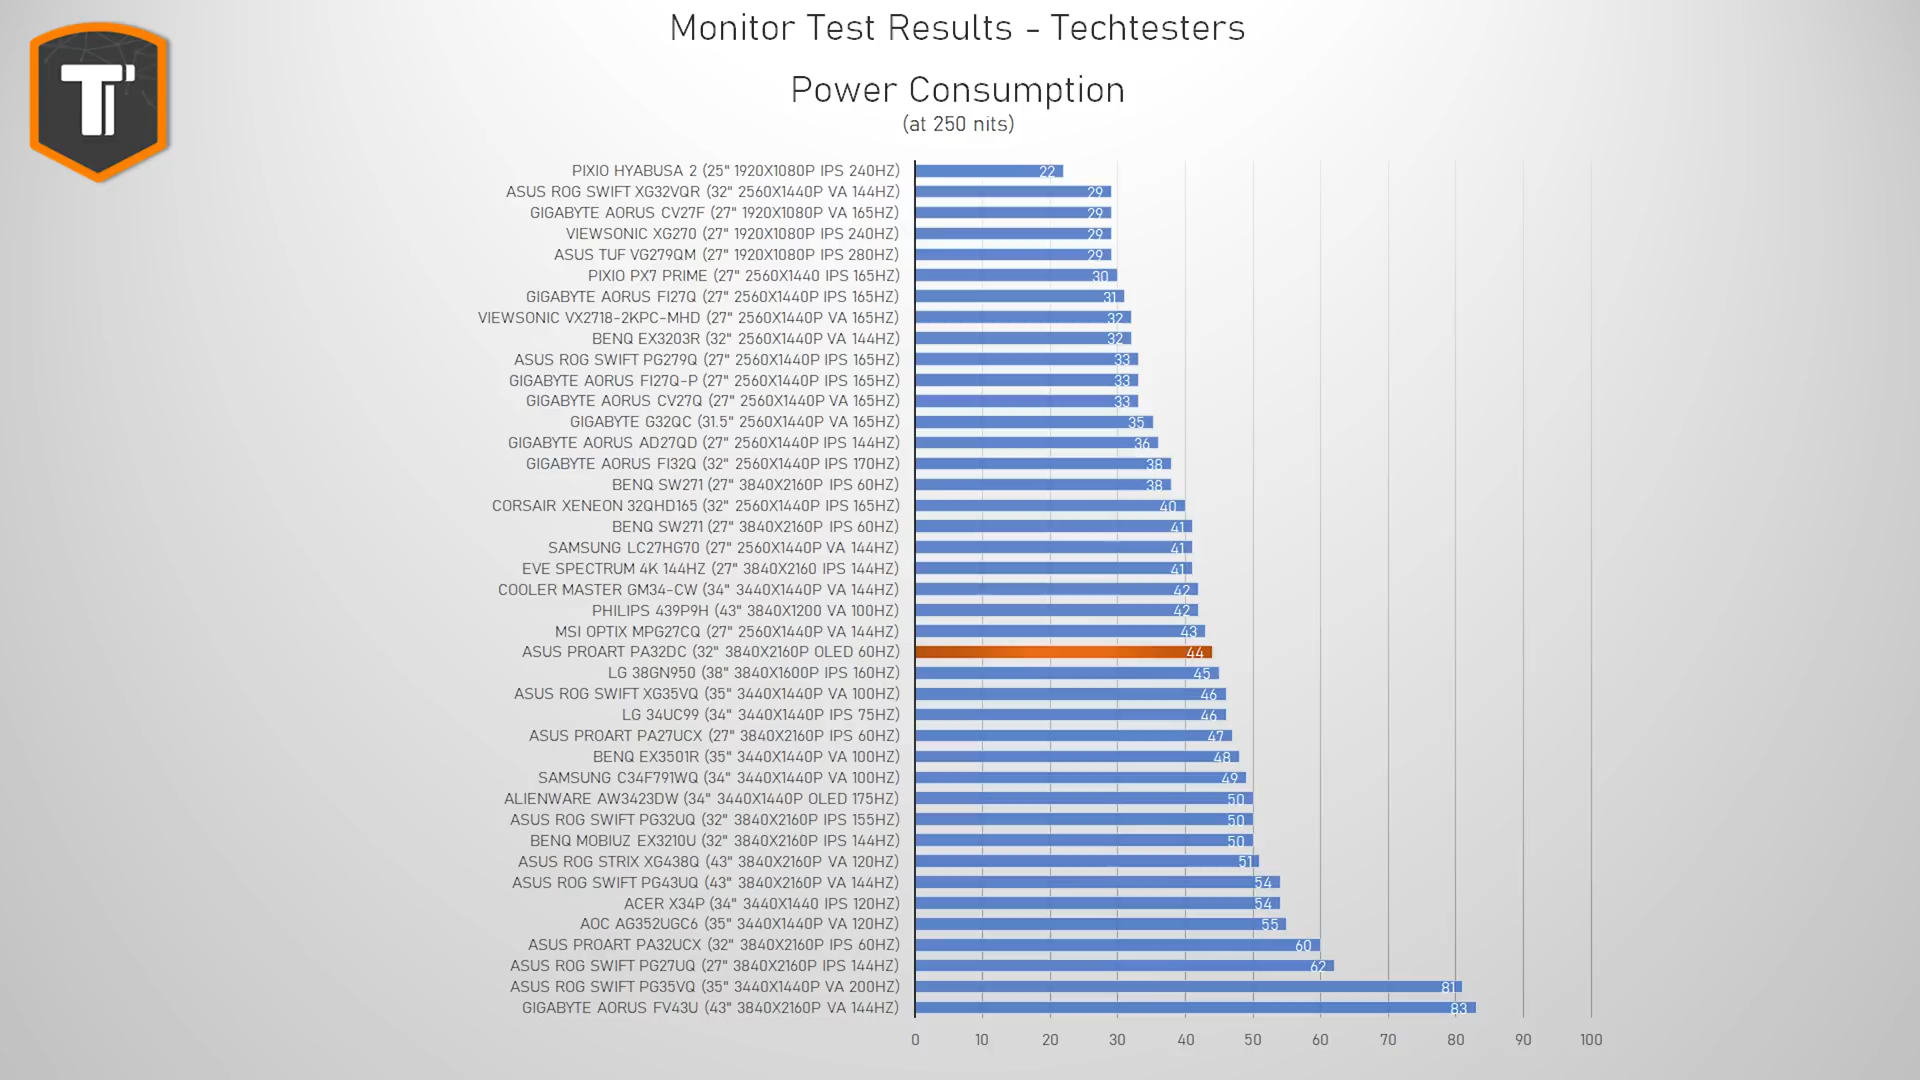 Monitor Test Results - Techtesters
Power Consumption
(at 250 nits)
PIXIO HYABUSA 2 (25" 1920X1080P IPS 240HZ) 22
ASUS ROG SWIFT XG32VQR (32" 2560X1440P VA 144HZ) 29
GIGABYTE AORUS CV27F (27" 1920X1080P VA 165HZ) 29
VIEWSONIC XG270 (27" 1920X1080P IPS 240HZ) 29
ASUS TUF VG279QM (27" 1920X1080P IPS 280HZ) 29
PIXIO PX7 PRIME (27" 2560X1440 IPS 165HZ) 30
GIGABYTE AORUS FI27Q (27" 2560X1440P IPS 165HZ) 31
VIEWSONIC VX2718-2KPC-MHD (27" 2560X1440P VA 165HZ) 32
BENQ EX3203R (32" 2560X1440P VA 144HZ) 32
ASUS ROG SWIFT PG279Q (27" 2560X1440P IPS 165HZ) 33
GIGABYTE AORUS FI27Q-P (27" 2560X1440P IPS 165HZ) 33
GIGABYTE AORUS CV27Q (27" 2560X1440P VA 165HZ) 33
GIGABYTE G32QC (31.5" 2560X1440P VA 165HZ) 35
GIGABYTE AORUS AD27QD (27" 2560X1440P IPS 144HZ) 36
GIGABYTE AORUS FI32Q (32" 2560X1440P IPS 170HZ) 38
BENQ SW271 (27" 3840X2160P IPS 60HZ) 38
CORSAIR XENEON 32QHD165 (32" 2560X1440P IPS 165HZ) 40
BENQ SW271 (27" 3840X2160P IPS 60HZ) 41
SAMSUNG LC27HG70 (27" 2560X1440P VA 144HZ) 41
EVE SPECTRUM 4K 144HZ (27" 3840X2160 IPS 144HZ) 41
COOLER MASTER GM34-CW (34" 3440X1440P VA 144HZ) 42
PHILIPS 439P9H (43" 3840X1200 VA 100HZ) 42
MSI OPTIX MPG27CQ (27" 2560X1440P VA 144HZ) 43
ASUS PROART PA32DC (32" 3840X2160P OLED 60HZ) 44
LG 38GN950 (38" 3840X1600P IPS 160HZ) 45
ASUS ROG SWIFT XG35VQ (35" 3440X1440P VA 100HZ) 46
LG 34UC99 (34" 3440X1440P IPS 75HZ) 46
ASUS PROART PA27UCX (27" 3840X2160P IPS 60HZ) 47
BENQ EX3501R (35" 3440X1440P VA 100HZ) 48
SAMSUNG C34F791WQ (34" 3440X1440P VA 100HZ) 49
ALIENWARE AW3423DW (34" 3440X1440P OLED 175HZ) 50
ASUS ROG SWIFT PG32UQ (32" 3840X2160P IPS 155HZ) 50
BENQ MOBIUZ EX3210U (32" 3840X2160P IPS 144HZ) 50
ASUS ROG STRIX XG438Q (43" 3840X2160P VA 120HZ) 51
ASUS ROG SWIFT PG43UQ (43" 3840X2160P VA 144HZ) 54
ACER X34P (34" 3440X1440 IPS 120HZ) 54
AOC AG352UGC6 (35" 3440X1440P VA 120HZ) 55
ASUS PROART PA32UCX (32" 3840X2160P IPS 60HZ) 60
ASUS ROG SWIFT PG27UQ (27" 3840X2160P IPS 144HZ) 62
ASUS ROG SWIFT PG35VQ (35" 3440X1440P VA 200HZ) 81
GIGABYTE AORUS FV43U (43" 3840X2160P VA 144HZ) 83
0 10 20 30 40 50 60 70 80 90 100